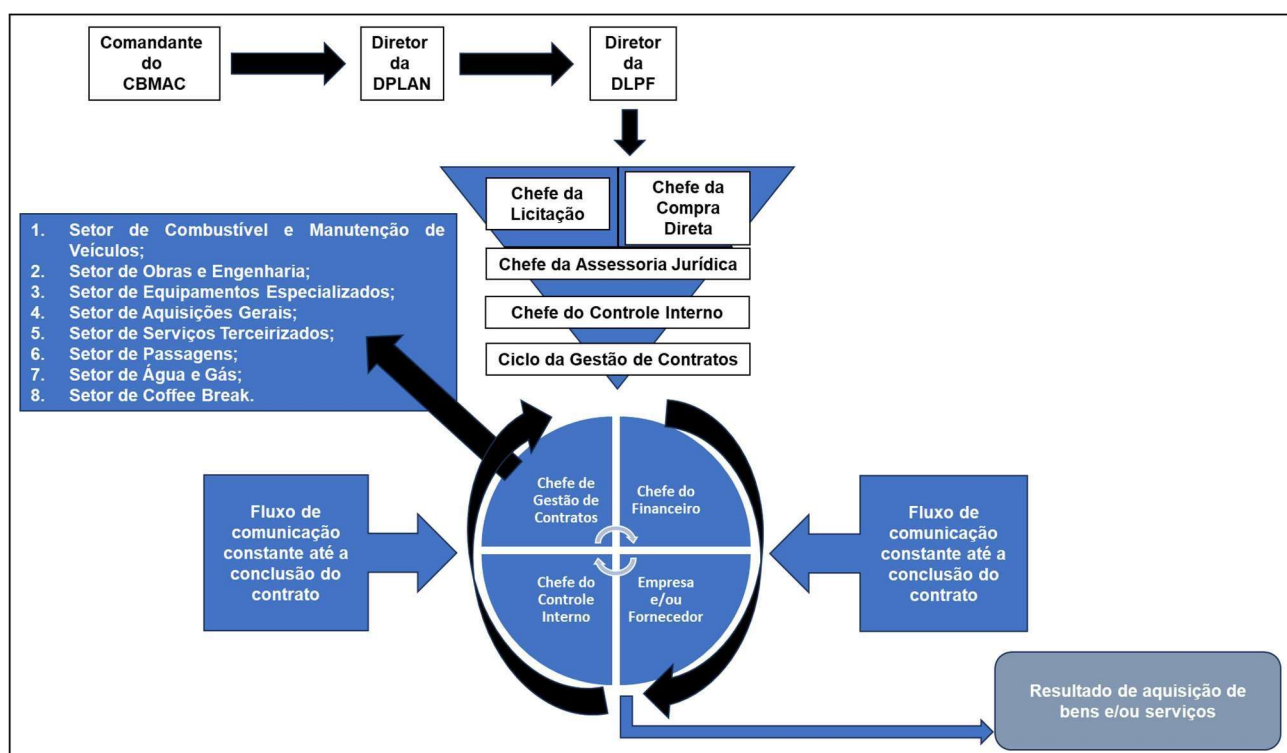 Comandante
do
CBMAC
Diretor
da
DPLAN
Diretor
da
DLPF
Chefe da
Licitação
Chefe da
Compra
Direta
Chefe da Assessoria Jurídica
Chefe do Controle Interno
Ciclo da Gestão de Contratos
1. Setor de Combustível e Manutenção de
Veículos;
2. Setor de Obras e Engenharia;
3. Setor de Equipamentos Especializados;
4. Setor de Aquisições Gerais;
5. Setor de Serviços Terceirizados;
6. Setor de Passagens;
7. Setor de Água e Gás;
8. Setor de Coffee Break.
Fluxo de
comunicação
constante até a
conclusão do
contrato
Chefe de
Gestão de
Contratos
Chefe do
Financeiro
Chefe do
Controle
Interno
Empresa
e/ou
Fornecedor
Fluxo de
comunicação
constante até a
conclusão do
contrato
Resultado de aquisição de
bens e/ou serviços